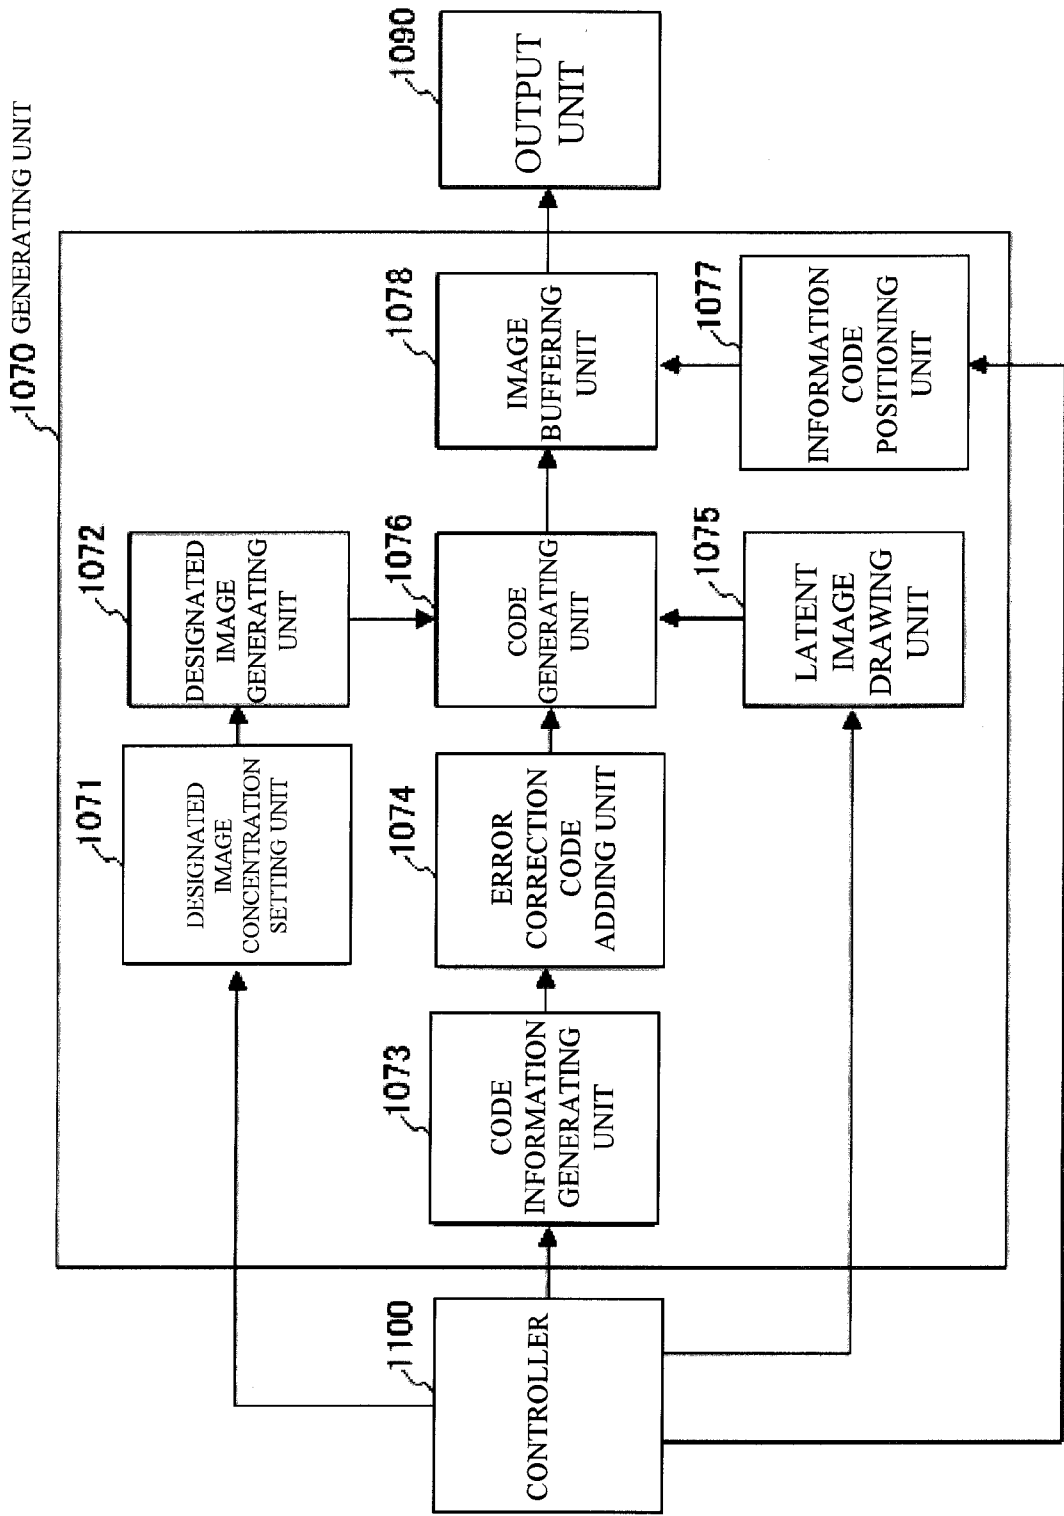 1070 GENERATING UNIT
1071
DESIGNATED
IMAGE
CONCENTRATION
SETTING UNIT
1072
DESIGNATED
IMAGE
GENERATING
UNIT
1100
CONTROLLER
1073
CODE
INFORMATION
GENERATING
UNIT
1074
ERROR
CORRECTION
CODE
ADDING UNIT
1076
CODE
GENERATING
UNIT
1078
IMAGE
BUFFERING
UNIT
1090
OUTPUT
UNIT
1075
LATENT
IMAGE
DRAWING
UNIT
1077
INFORMATION
CODE
POSITIONING
UNIT